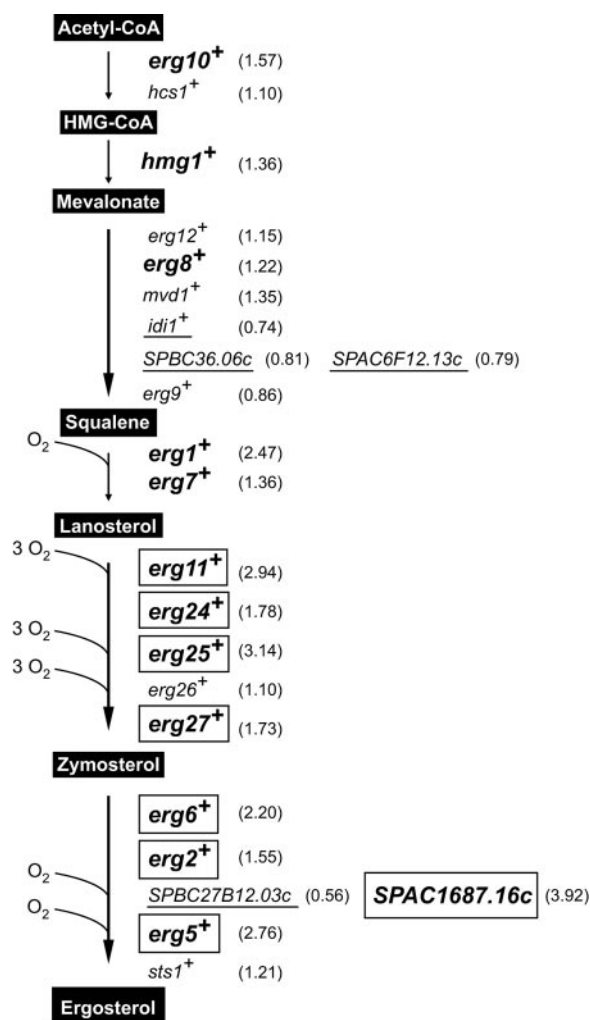 Acetyl-CoA
erg10+ (1.57)
hcs1+ (1.10)
HMG-CoA
hmg1+ (1.36)
Mevalonate
erg12+ (1.15)
erg8+ (1.22)
mvd1+ (1.35)
idi1+ (0.74)
SPBC36.06c (0.81) SPAC6F12.13c (0.79)
erg9+ (0.86)
Squalene
O2
erg1+ (2.47)
erg7+ (1.36)
Lanosterol
3 O2
erg11+ (2.94)
erg24+ (1.78)
3 O2
erg25+ (3.14)
3 O2
erg26+ (1.10)
erg27+ (1.73)
Zymosterol
erg6+ (2.20)
erg2+ (1.55)
O2
SPBC27B12.03c (0.56) SPAC1687.16c (3.92)
O2
erg5+ (2.76)
sts1+ (1.21)
Ergosterol